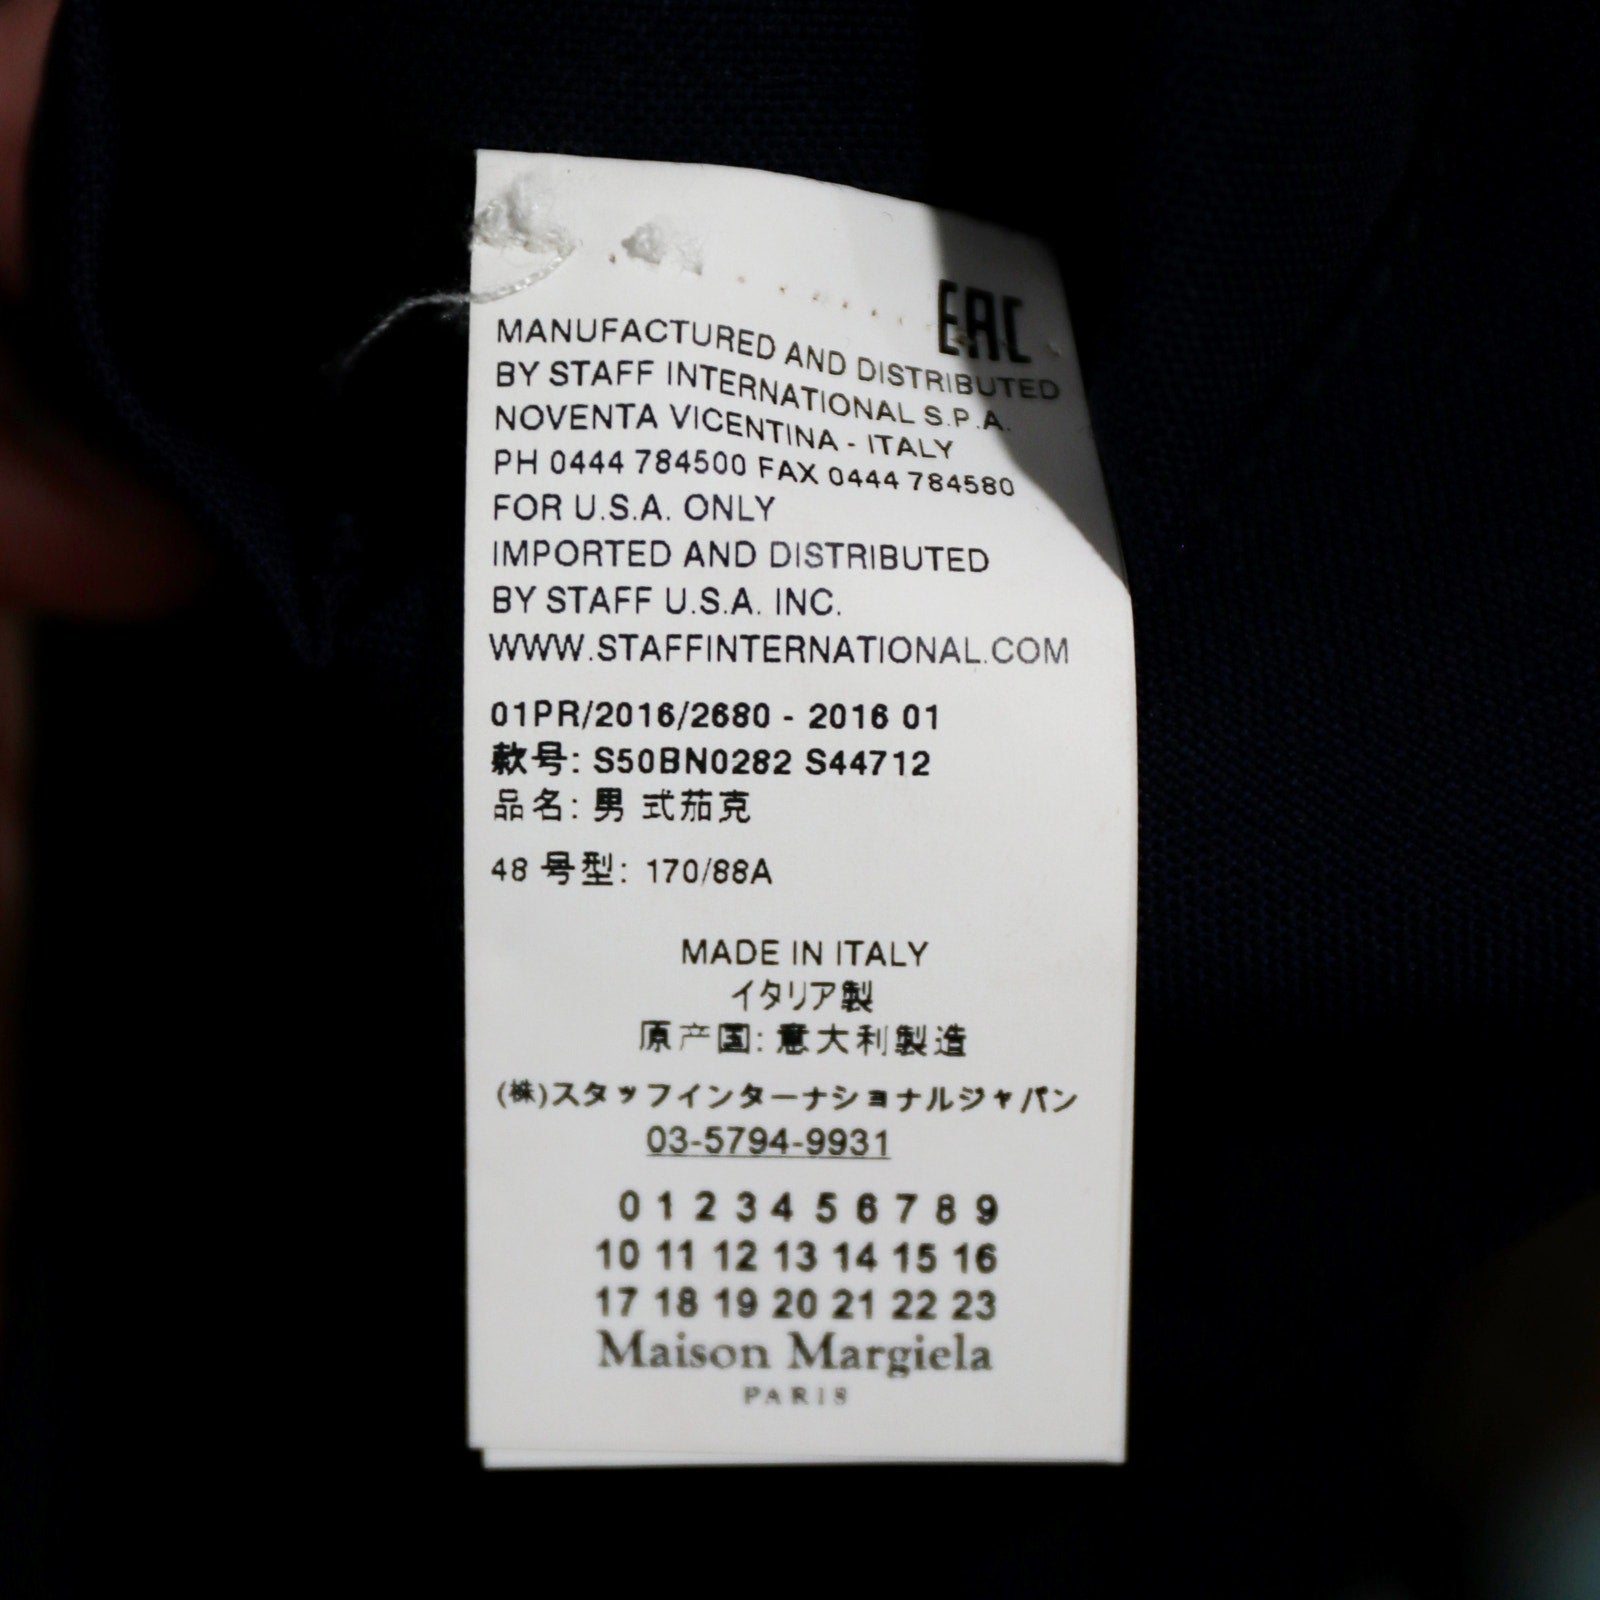 EAC
MANUFACTURED AND DISTRIBUTED
BY STAFF INTERNATIONAL S.P.A.
NOVENTA VICENTINA - ITALY
PH 0444 784500 FAX 0444 784580
FOR U.S.A. ONLY
IMPORTED AND DISTRIBUTED
BY STAFF U.S.A. INC.
WWW.STAFFINTERNATIONAL.COM
01PR/2016/2680 - 2016 01
款号: S50BN0282 S44712
品名: 男 式茄克
48 号型: 170/88A
MADE IN ITALY
イタリア製
原产国: 意大利製造
(株)スタッフインターナショナルジャパン
03-5794-9931
0 1 2 3 4 5 6 7 8 9
10 11 12 13 14 15 16
17 18 19 20 21 22 23
Maison Margiela
PARIS